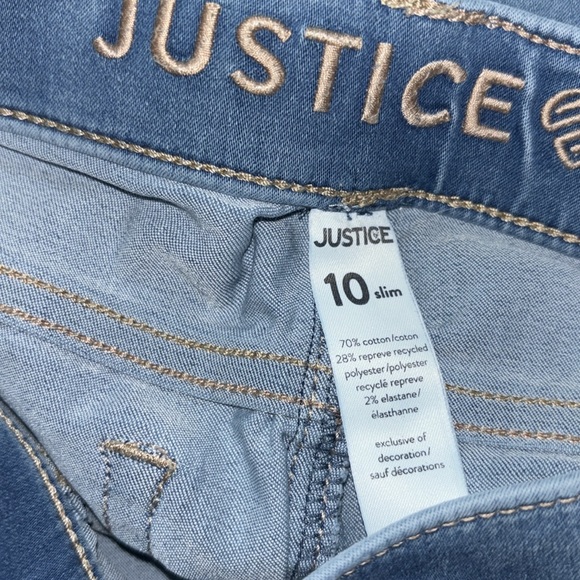 JUSTICE
JUSTICE
10 slim
70% cotton/coton
28% repreve recycled
polyester/polyester
recyclé repreve
2% elastane/
élasthanne
exclusive of
decoration/
sauf décorations